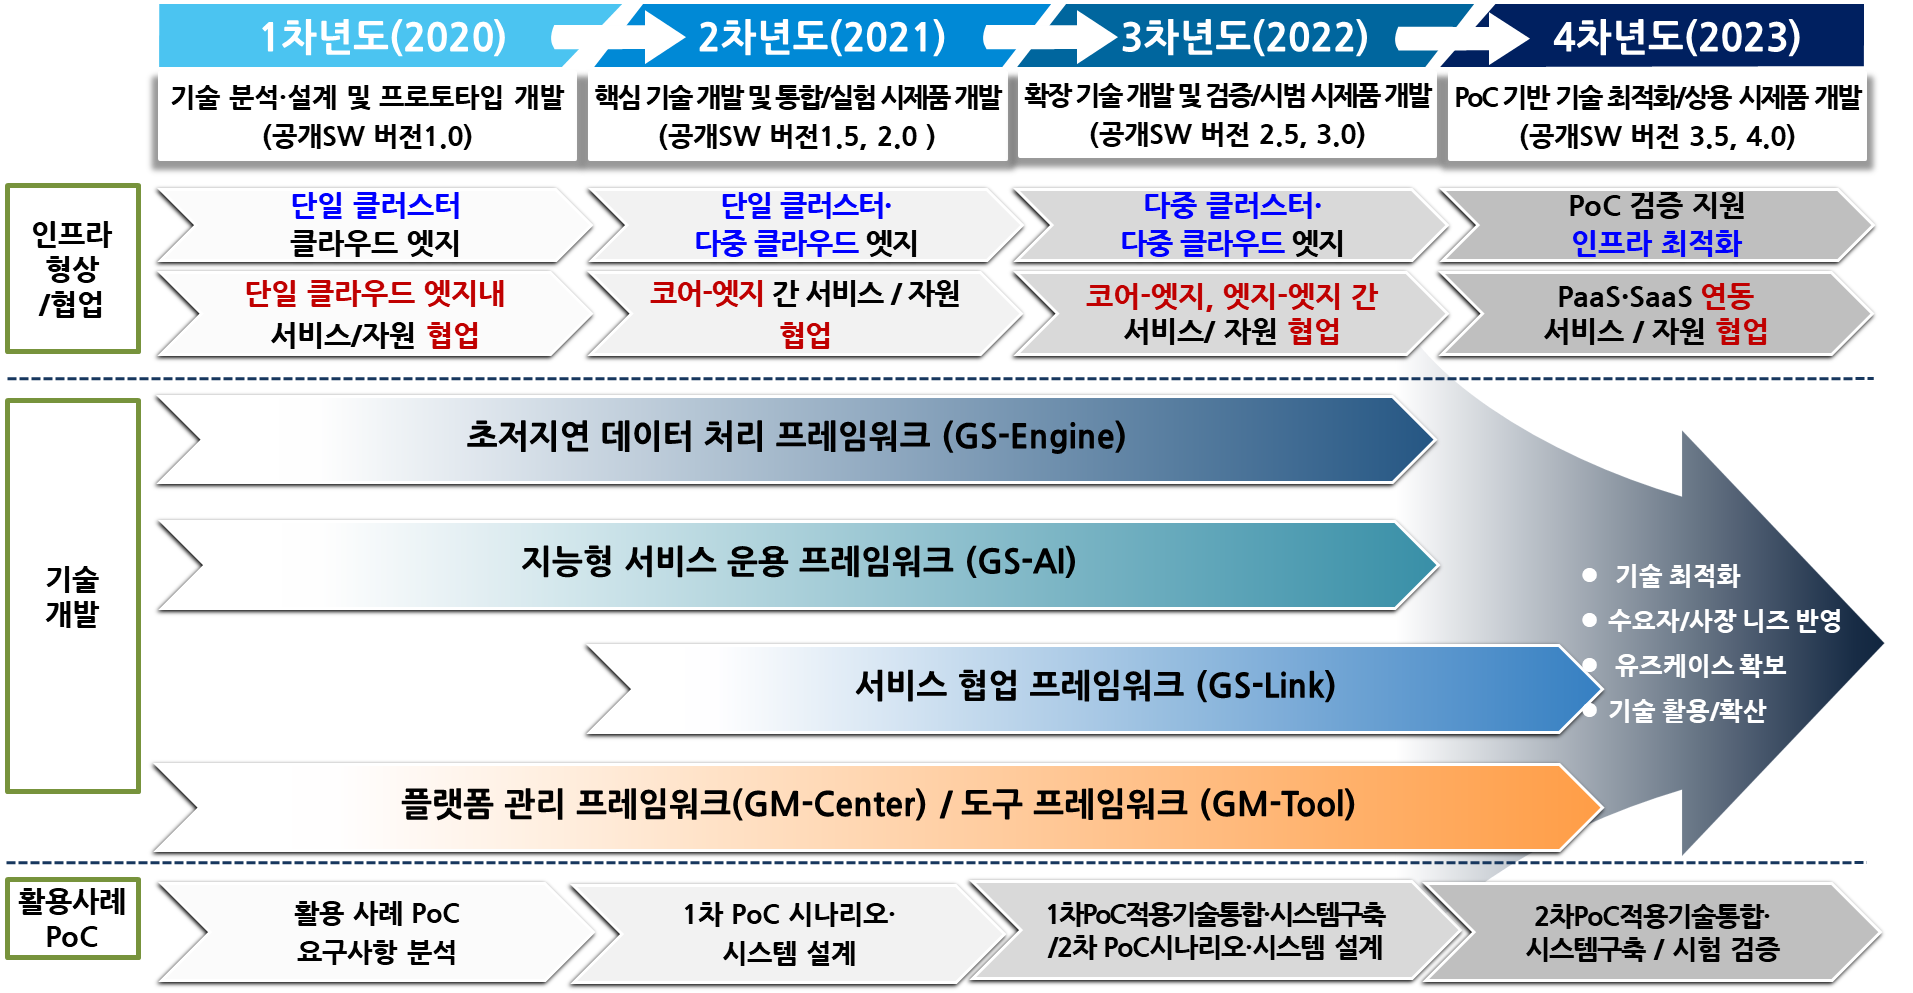 1차년도(2020)
2차년도(2021)
3차년도(2022)
4차년도(2023)
기술 분석·설계 및 프로토타입 개발
(공개SW 버전1.0)
핵심 기술 개발 및 통합/실험 시제품 개발
(공개SW 버전1.5, 2.0 )
확장 기술 개발 및 검증/시범 시제품 개발
(공개SW 버전 2.5, 3.0)
PoC 기반 기술 최적화/상용 시제품 개발
(공개SW 버전 3.5, 4.0)
인프라
형상
/협업
단일 클러스터
클라우드 엣지
단일 클러스터·
다중 클라우드 엣지
다중 클러스터·
다중 클라우드 엣지
PoC 검증 지원
인프라 최적화
단일 클라우드 엣지내
서비스/자원 협업
코어-엣지 간 서비스 / 자원
협업
코어-엣지, 엣지-엣지 간
서비스/ 자원 협업
PaaS·SaaS 연동
서비스 / 자원 협업
기술
개발
초저지연 데이터 처리 프레임워크 (GS-Engine)
지능형 서비스 운용 프레임워크 (GS-AI)
서비스 협업 프레임워크 (GS-Link)
플랫폼 관리 프레임워크(GM-Center) / 도구 프레임워크 (GM-Tool)
● 기술 최적화
● 수요자/사장 니즈 반영
● 유즈케이스 확보
● 기술 활용/확산
활용사례
PoC
활용 사례 PoC
요구사항 분석
1차 PoC 시나리오·
시스템 설계
1차PoC적용기술통합·시스템구축
/2차 PoC시나리오·시스템 설계
2차PoC적용기술통합·
시스템구축 / 시험 검증